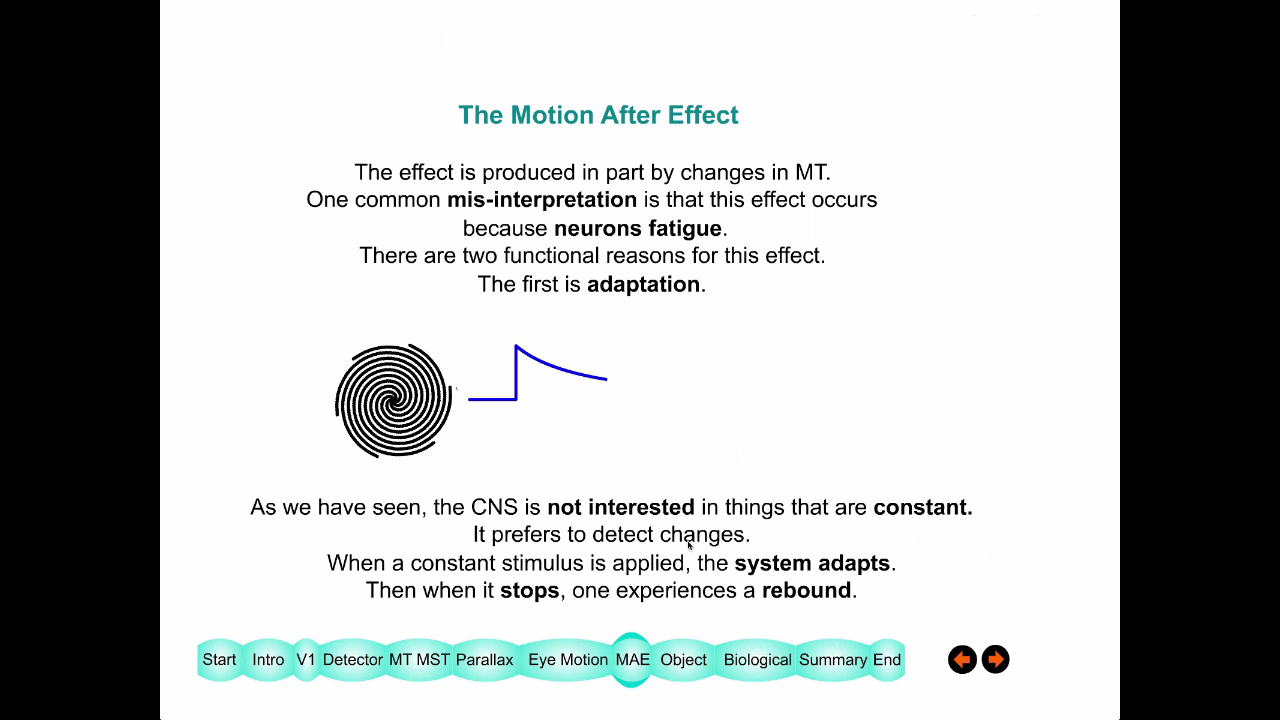 The Motion After Effect
The effect is produced in part by changes in MT.
One common mis-interpretation is that this effect occurs
because neurons fatigue.
There are two functional reasons for this effect.
The first is adaptation.
As we have seen, the CNS is not interested in things that are constant.
It prefers to detect changes.
When a constant stimulus is applied, the system adapts.
Then when it stops, one experiences a rebound.
Start Intro V1 Detector MT MST Parallax Eye Motion MAE Object Biological Summary End